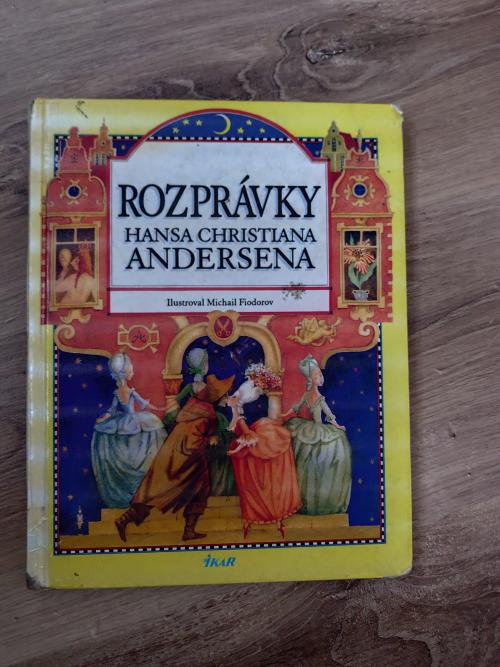 ROZPRÁVKY
HANSA CHRISTIANA
ANDERSENA
Ilustroval Michail Fiodorov
IKAR